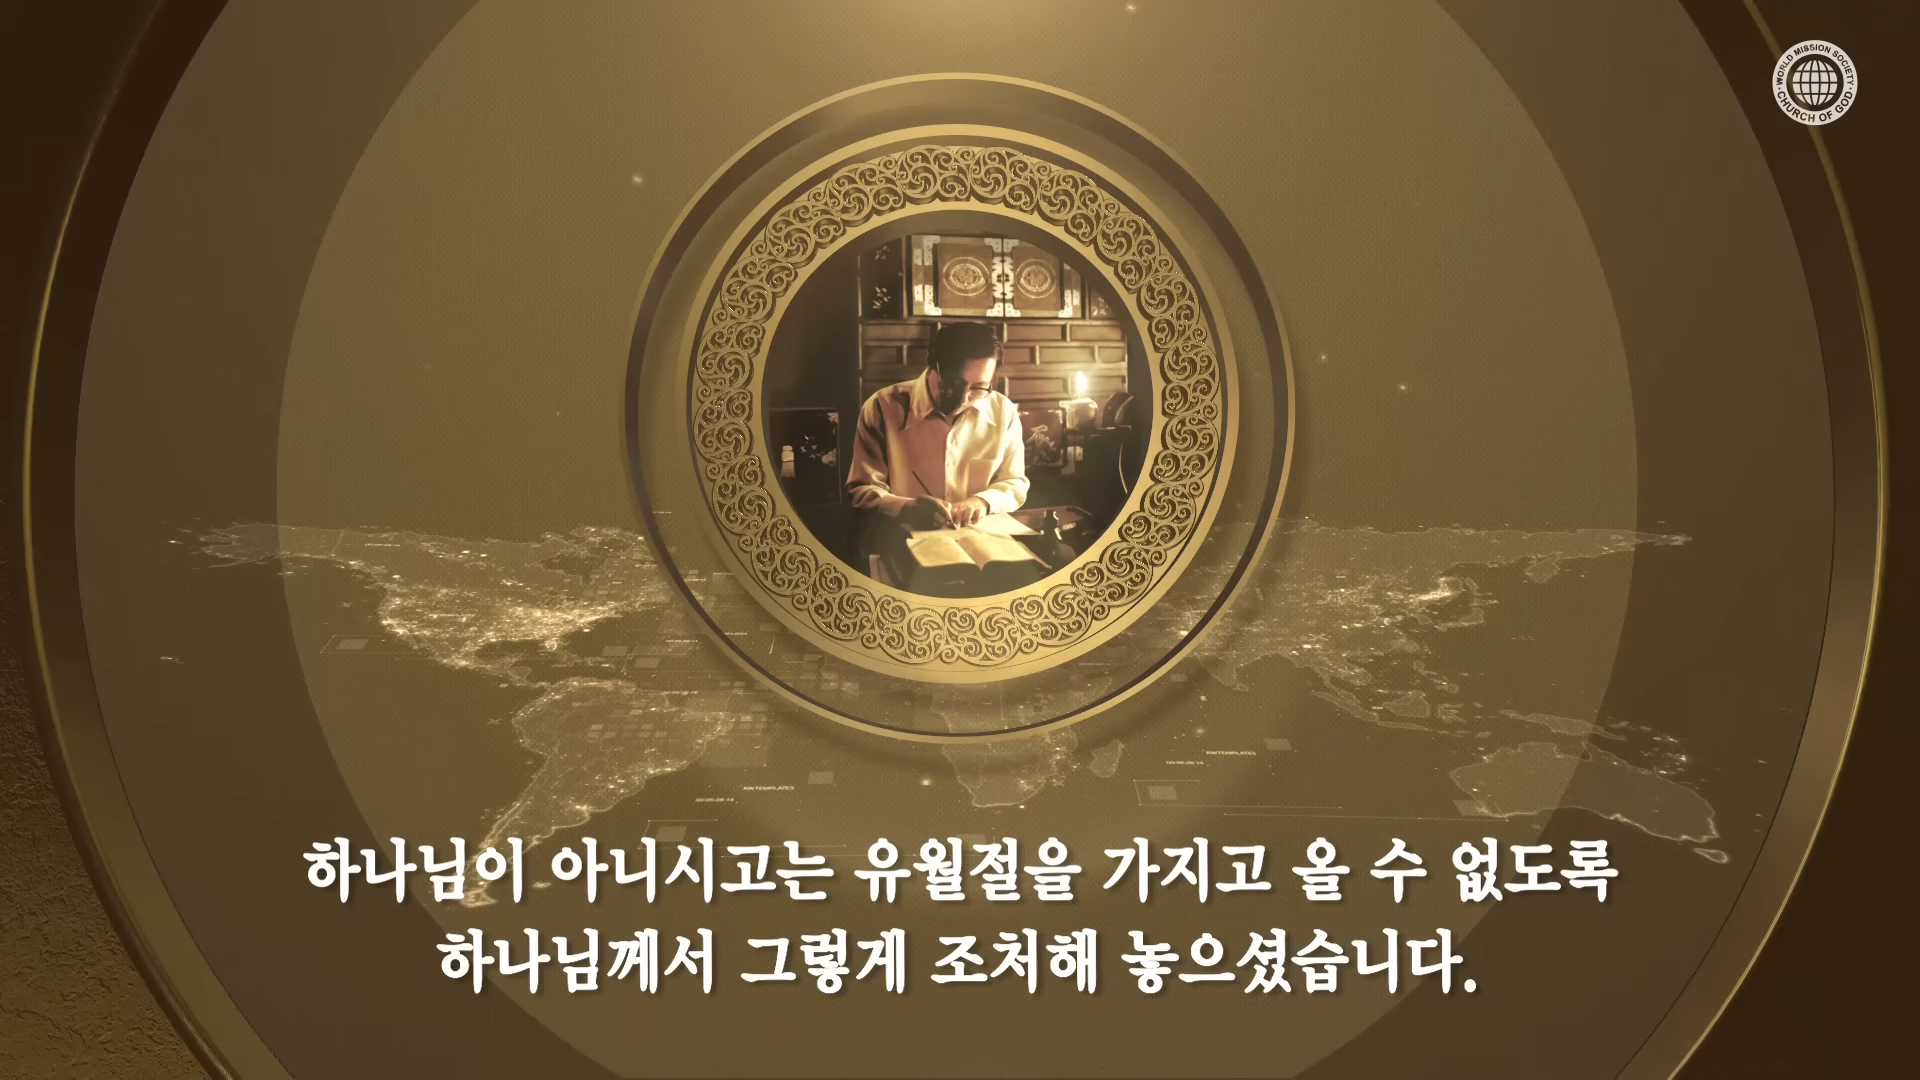 WORLD MISSION SOCIETY
CHURCH OF GOD
RWTEMPLATES
RWTEMPLATES
하나님이 아니시고는 유월절을 가지고 올 수 없도록
하나님께서 그렇게 조처해 놓으셨습니다.